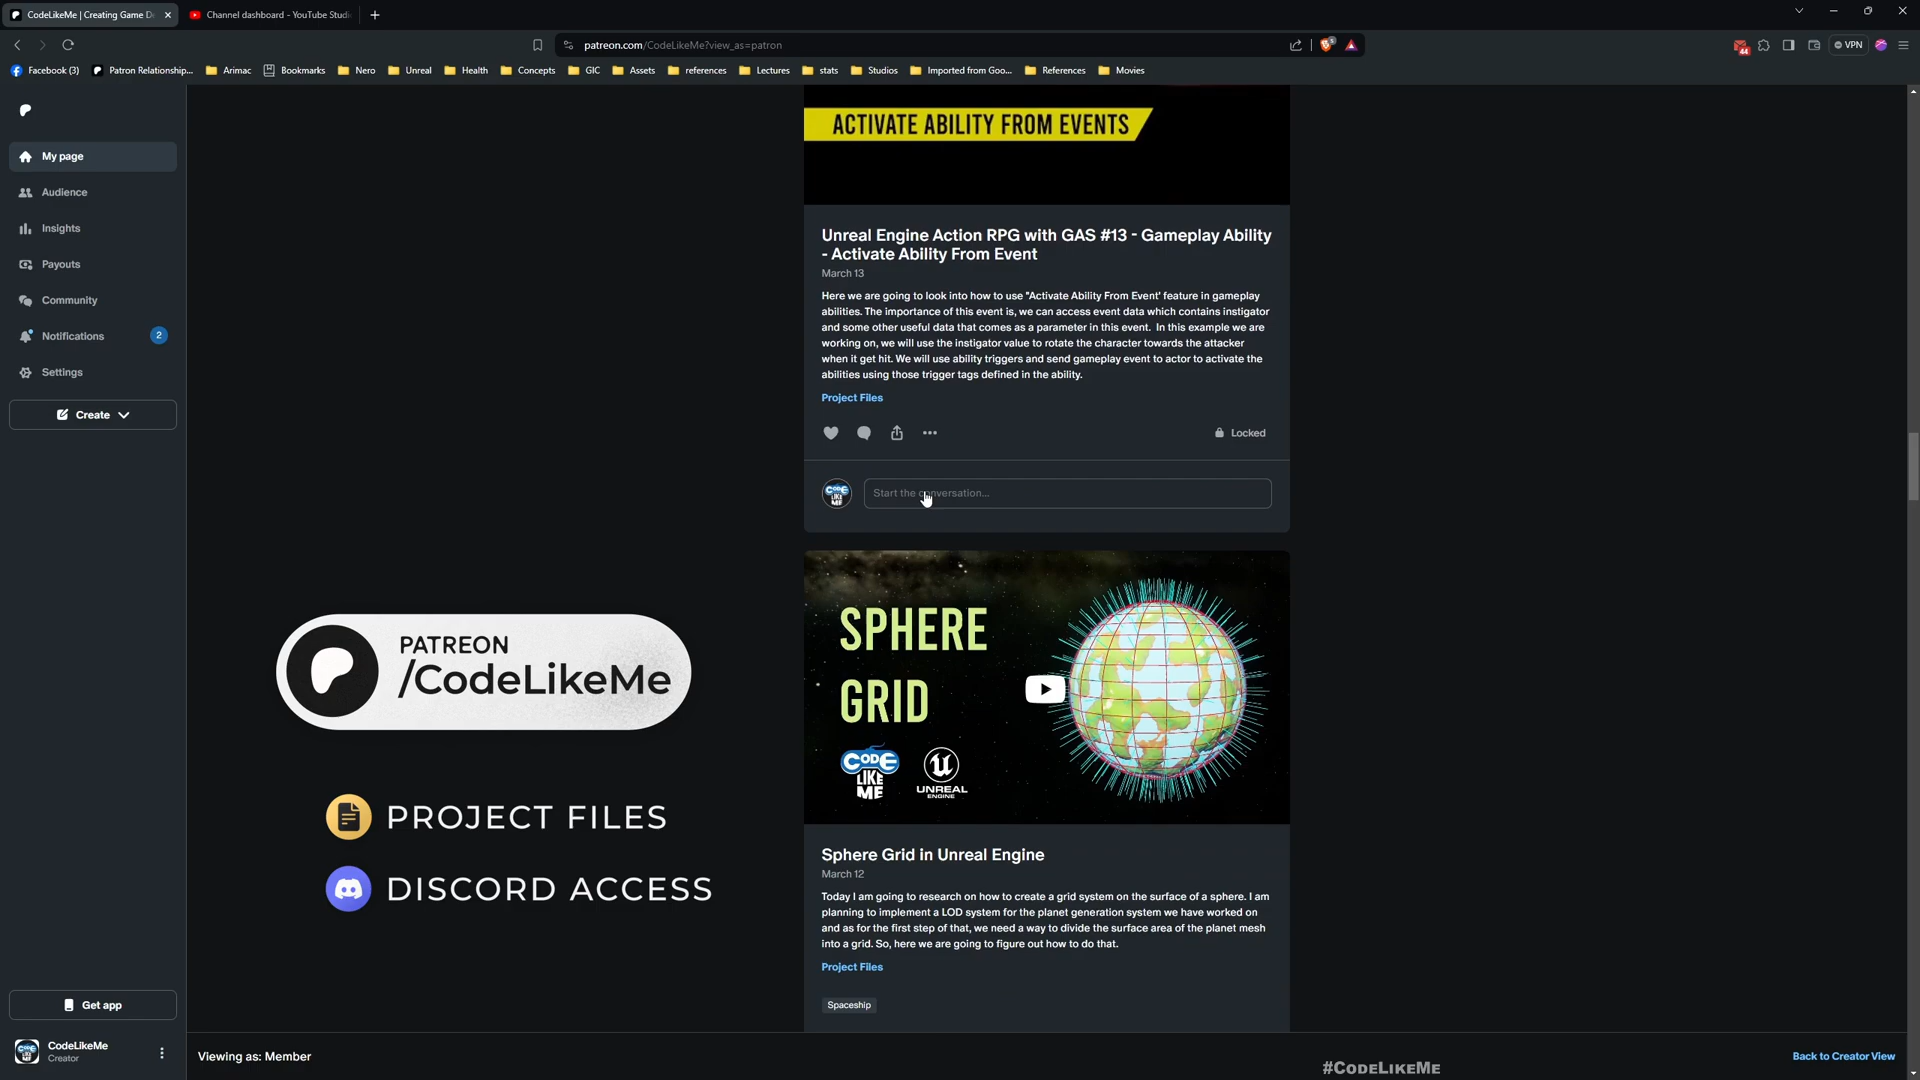 CodeLikeMe | Creating Game D
Channel dashboard - YouTube Studi
patreon.com/CodeLikeMe?view_as=patron
44
VPN
Facebook (3)
Patron Relationship...
Arimac
Bookmarks
Nero
Unreal
Health
Concepts
GIC
Assets
references
Lectures
stats
Studios
Imported from Goo...
References
Movies
My page
Audience
Insights
Payouts
Community
Notifications
2
Settings
Create
ACTIVATE ABILITY FROM EVENTS
Unreal Engine Action RPG with GAS #13 - Gameplay Ability
- Activate Ability From Event
March 13
Here we are going to look into how to use "Activate Ability From Event' feature in gameplay
abilities. The importance of this event is, we can access event data which contains instigator
and some other useful data that comes as a parameter in this event.  In this example we are
working on, we will use the instigator value to rotate the character towards the attacker
when it get hit. We will use ability triggers and send gameplay event to actor to activate the
abilities using those trigger tags defined in the ability.
Project Files
Locked
CODE
LIKE
ME
Start the conversation...
PATREON
/CodeLikeMe
PROJECT FILES
DISCORD ACCESS
SPHERE
GRID
CODE
LIKE
ME
UNREAL
ENGINE
Sphere Grid in Unreal Engine
March 12
Today I am going to research on how to create a grid system on the surface of a sphere. I am
planning to implement a LOD system for the planet generation system we have worked on
and as for the first step of that, we need a way to divide the surface area of the planet mesh
into a grid. So, here we are going to figure out how to do that.
Project Files
Spaceship
Get app
CodeLikeMe
Creator
Viewing as: Member
#CodeLikeMe
Back to Creator View